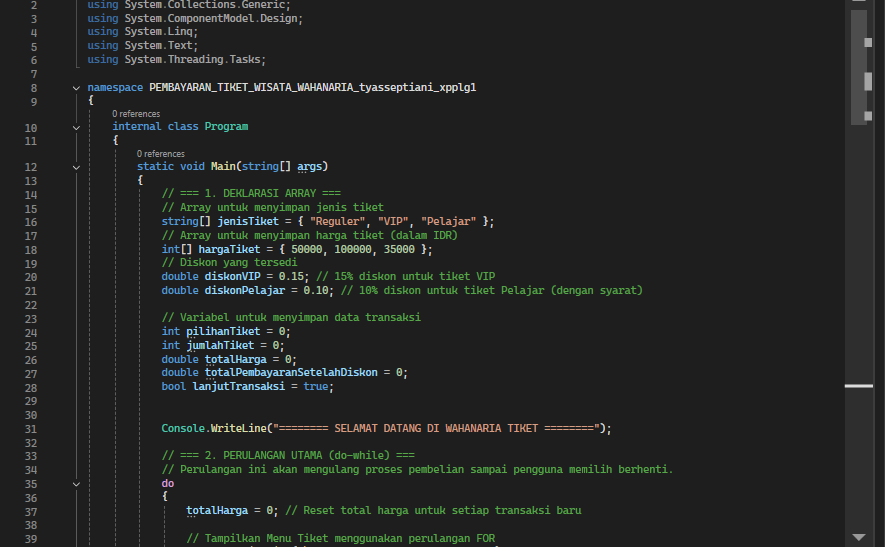 2 using System.Collections.Generic;
3 using System.ComponentModel.Design;
4 using System.Linq;
5 using System.Text;
6 using System.Threading.Tasks;
7
8 namespace PEMBAYARAN_TIKET_WISATA_WAHANARIA_tyasseptiani_xpplg1
9 {
0 references
10 internal class Program
11 {
0 references
12 static void Main(string[] args)
13 {
14 // === 1. DEKLARASI ARRAY ===
15 // Array untuk menyimpan jenis tiket
16 string[] jenisTiket = { "Reguler", "VIP", "Pelajar" };
17 // Array untuk menyimpan harga tiket (dalam IDR)
18 int[] hargaTiket = { 50000, 100000, 35000 };
19 // Diskon yang tersedi
20 double diskonVIP = 0.15; // 15% diskon untuk tiket VIP
21 double diskonPelajar = 0.10; // 10% diskon untuk tiket Pelajar (dengan syarat)
22
23 // Variabel untuk menyimpan data transaksi
24 int pilihanTiket = 0;
25 int jumlahTiket = 0;
26 double totalHarga = 0;
27 double totalPembayaranSetelahDiskon = 0;
28 bool lanjutTransaksi = true;
29
30
31 Console.WriteLine("======== SELAMAT DATANG DI WAHANARIA TIKET ========");
32
33 // === 2. PERULANGAN UTAMA (do-while) ===
34 // Perulangan ini akan mengulang proses pembelian sampai pengguna memilih berhenti.
35 do
36 {
37 totalHarga = 0; // Reset total harga untuk setiap transaksi baru
38
39 // Tampilkan Menu Tiket menggunakan perulangan FOR